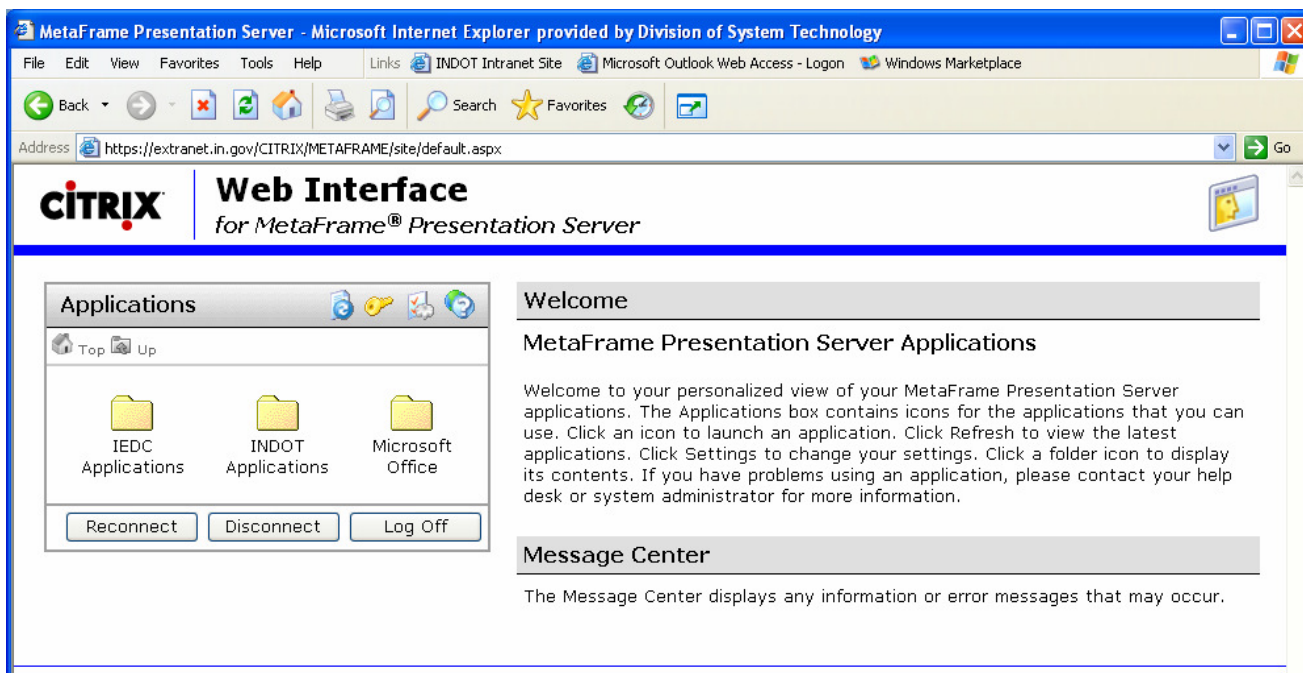 MetaFrame Presentation Server - Microsoft Internet Explorer provided by Division of System Technology
File Edit View Favorites Tools Help Links INDOT Intranet Site Microsoft Outlook Web Access - Logon Windows Marketplace
Back Search Favorites
Address https://extranet.in.gov/CITRIX/METAFRAME/site/default.aspx Go
CITRIX
Web Interface
for MetaFrame® Presentation Server
Applications
Top Up
IEDC Applications
INDOT Applications
Microsoft Office
Reconnect Disconnect Log Off
Welcome
MetaFrame Presentation Server Applications
Welcome to your personalized view of your MetaFrame Presentation Server
applications. The Applications box contains icons for the applications that you can
use. Click an icon to launch an application. Click Refresh to view the latest
applications. Click Settings to change your settings. Click a folder icon to display
its contents. If you have problems using an application, please contact your help
desk or system administrator for more information.
Message Center
The Message Center displays any information or error messages that may occur.